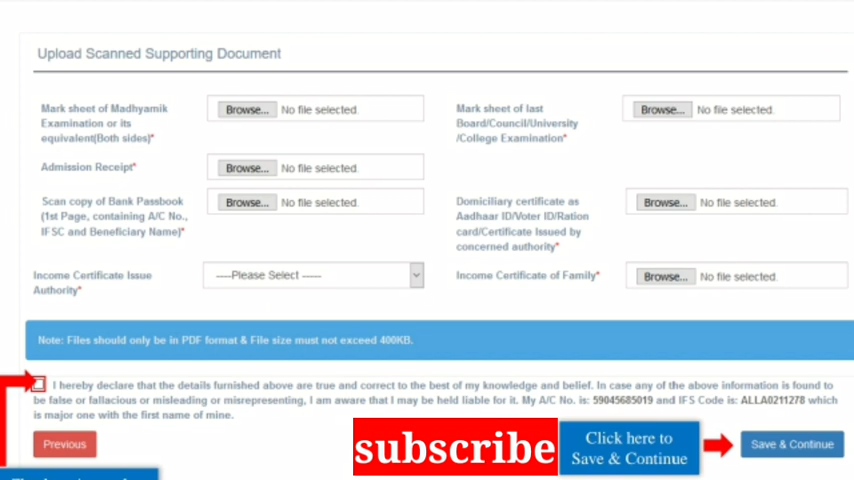 Upload Scanned Supporting Document
Mark sheet of Madhyamik
Examination or its
equivalent(Both sides)*
Browse... No file selected.
Mark sheet of last
Board/Council/University
/College Examination*
Browse... No file selected.
Admission Receipt*
Browse... No file selected.
Scan copy of Bank Passbook
(1st Page, containing A/C No.,
IFSC and Beneficiary Name)*
Browse... No file selected.
Domiciliary certificate as
Aadhaar ID/Voter ID/Ration
card/Certificate Issued by
concerned authority*
Browse... No file selected.
Income Certificate Issue
Authority*
----Please Select -----
Income Certificate of Family*
Browse... No file selected.
Note: Files should only be in PDF format & File size must not exceed 400KB.
I hereby declare that the details furnished above are true and correct to the best of my knowledge and belief. In case any of the above information is found to
be false or fallacious or misleading or misrepresenting, I am aware that I may be held liable for it. My A/C No. is: 59045685019 and IFS Code is: ALLA0211278 which
is major one with the first name of mine.
Previous
subscribe
Click here to
Save & Continue
Save & Continue